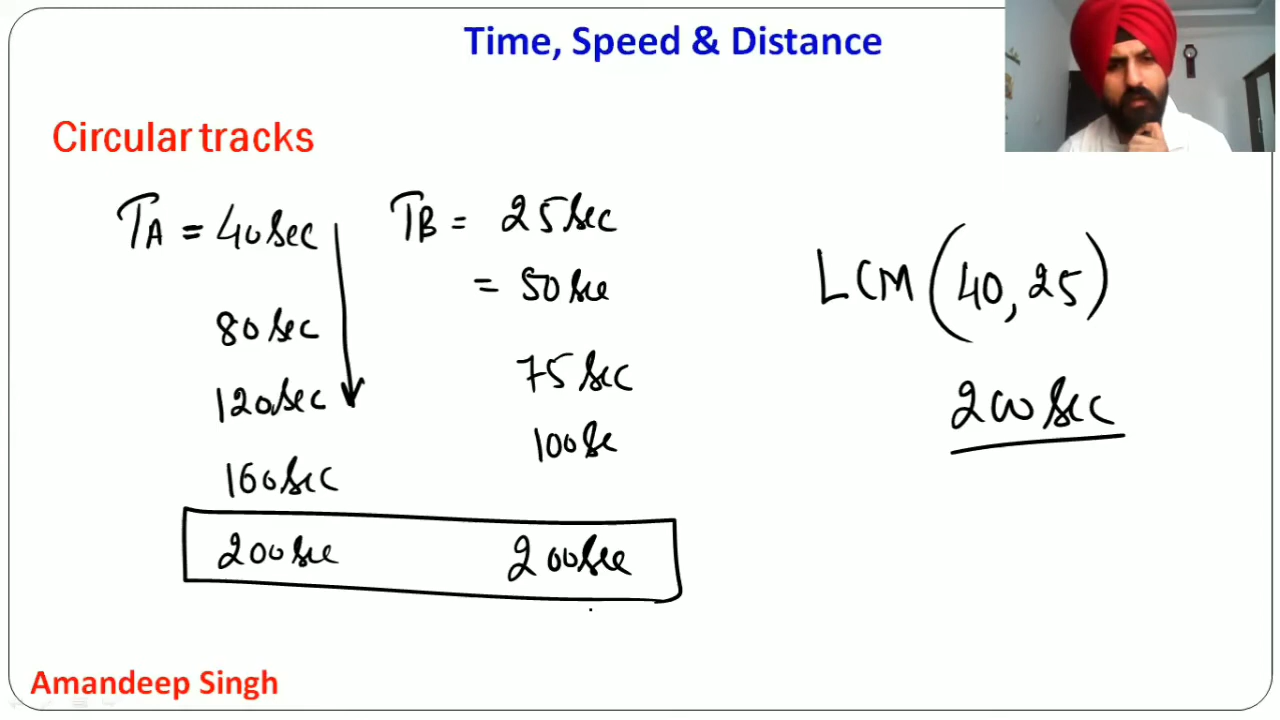 Time, Speed & Distance
Circular tracks
TA = 40sec
TB = 25sec
= 50sec
80sec
75sec
120sec
100se
160sec
200sec 200sec
LCM (40, 25)
200sec
Amandeep Singh